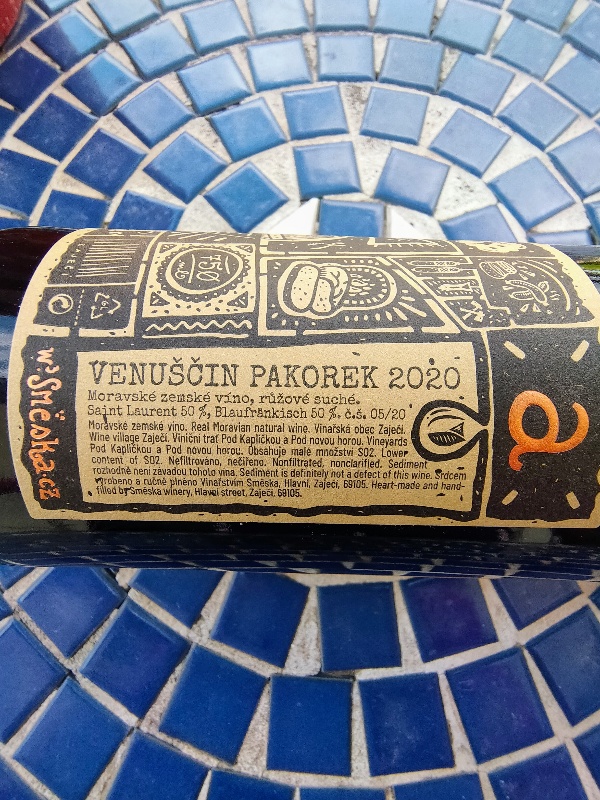 VENUŠČIN PAKOREK 2020
Moravské zemské víno, růžové suché.
Saint Laurent 50 %, Blaufränkisch 50 %. č.š. 05/20
Moravské zemské víno. Real Moravian natural wine. Vinařská obec Zaječí.
Wine village Zaječí. Viniční trať Pod Kapličkou a Pod novou horou. Vineyards
Pod Kapličkou a Pod novou horou. Obsahuje malé množství SO2. Lower
content of SO2. Nefiltrováno, nečiřeno. Nonfiltrated, nonclarified. Sediment
rozhodně není závadou tohoto vína. Sediment is definitely not a defect of this wine. Srdcem
vyrobeno a ručně plněno Vinařstvím Směska, Hlavní, Zaječí, 69105. Heart-made and hand-
filled by Směska winery, Hlavní street, Zaječí, 69105.
www.Směska.cz
750
a